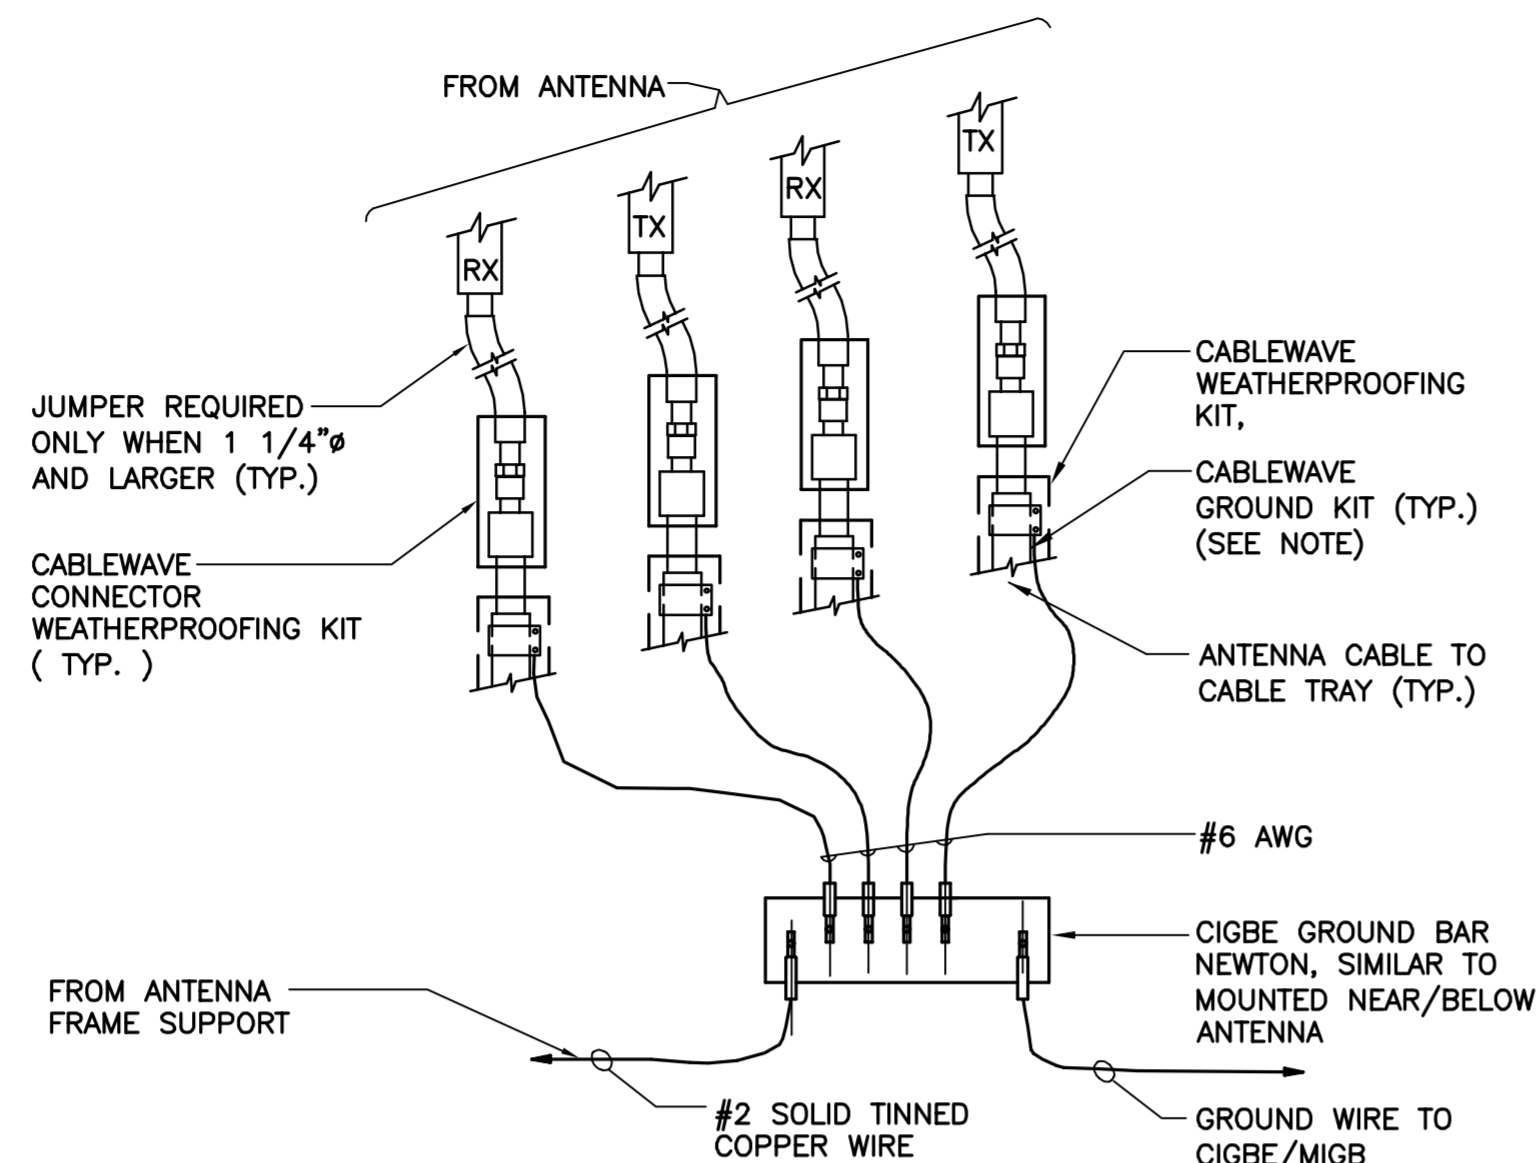 FROM ANTENNA
TX
RX
TX
RX
JUMPER REQUIRED
ONLY WHEN 1 1/4"ø
AND LARGER (TYP.)
CABLEWAVE
CONNECTOR
WEATHERPROOFING KIT
( TYP. )
CABLEWAVE
WEATHERPROOFING
KIT,
CABLEWAVE
GROUND KIT (TYP.)
(SEE NOTE)
ANTENNA CABLE TO
CABLE TRAY (TYP.)
#6 AWG
CIGBE GROUND BAR
NEWTON, SIMILAR TO
MOUNTED NEAR/BELOW
ANTENNA
FROM ANTENNA
FRAME SUPPORT
#2 SOLID TINNED
COPPER WIRE
GROUND WIRE TO
CIGBE/MIGB